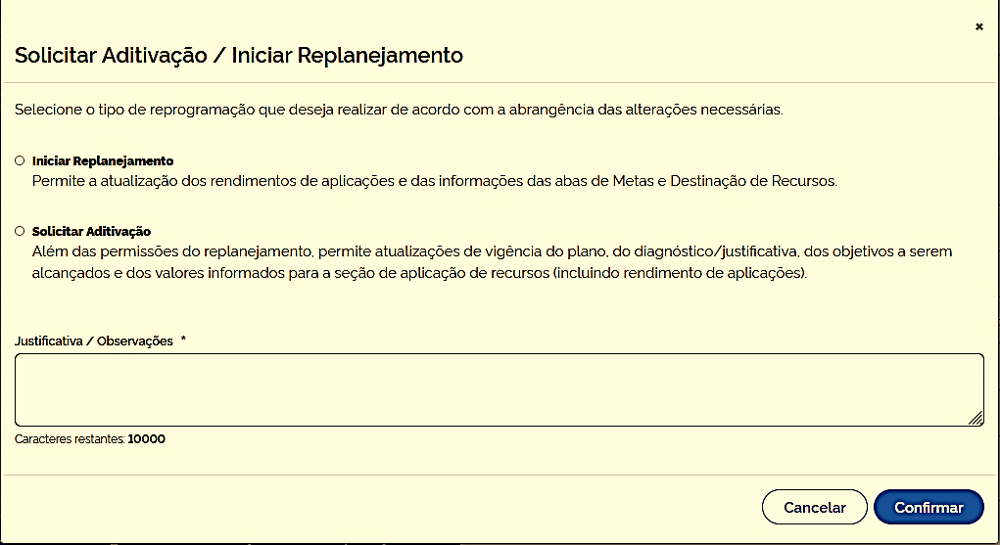 ×
Solicitar Aditivação / Iniciar Replanejamento
Selecione o tipo de reprogramação que deseja realizar de acordo com a abrangência das alterações necessárias.
Iniciar Replanejamento
Permite a atualização dos rendimentos de aplicações e das informações das abas de Metas e Destinação de Recursos.
Solicitar Aditivação
Além das permissões do replanejamento, permite atualizações de vigência do plano, do diagnóstico/justificativa, dos objetivos a serem
alcançados e dos valores informados para a seção de aplicação de recursos (incluindo rendimento de aplicações).
Justificativa / Observações *
Caracteres restantes: 10000
Cancelar Confirmar